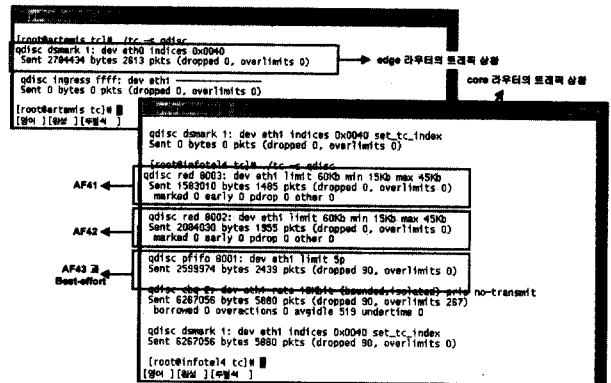 [root@artemis tc]# ./tc -s qdisc
qdisc dsmark 1: dev eth0 indices 0x0040
Sent 2784434 bytes 2613 pkts (dropped 0, overlimits 0)
qdisc ingress ffff: dev eth1
Sent 0 bytes 0 pkts (dropped 0, overlimits 0)
[root@artemis tc]#
[영어 ][완성 ][두벌식 ]
edge 라우터의 트래픽 상황
core 라우터의 트래픽 상황
qdisc dsmark 1: dev eth1 indices 0x0040 set_tc_index
Sent 0 bytes 0 pkts (dropped 0, overlimits 0)
[root@infotel4 tc]# ./tc -s qdisc
qdisc red 8003: dev eth1 limit 60Kb min 15Kb max 45Kb
Sent 1583010 bytes 1485 pkts (dropped 0, overlimits 0)
marked 0 early 0 pdrop 0 other 0
AF41
qdisc red 8002: dev eth1 limit 60Kb min 15Kb max 45Kb
Sent 2084030 bytes 1955 pkts (dropped 0, overlimits 0)
marked 0 early 0 pdrop 0 other 0
AF42
qdisc pfifo 8001: dev eth1 limit 5p
Sent 2599974 bytes 2439 pkts (dropped 90, overlimits 0)
AF43 과
Best-effort
qdisc cbq 2: dev eth1 rate 10Mbit (bounded,isolated) prio no-transmit
Sent 6267056 bytes 5880 pkts (dropped 90, overlimits 267)
borrowed 0 overactions 0 avgidle 519 undertime 0
qdisc dsmark 1: dev eth1 indices 0x0040 set_tc_index
Sent 6267056 bytes 5880 pkts (dropped 90, overlimits 0)
[root@infotel4 tc]#
[영어 ][완성 ][두벌식 ]